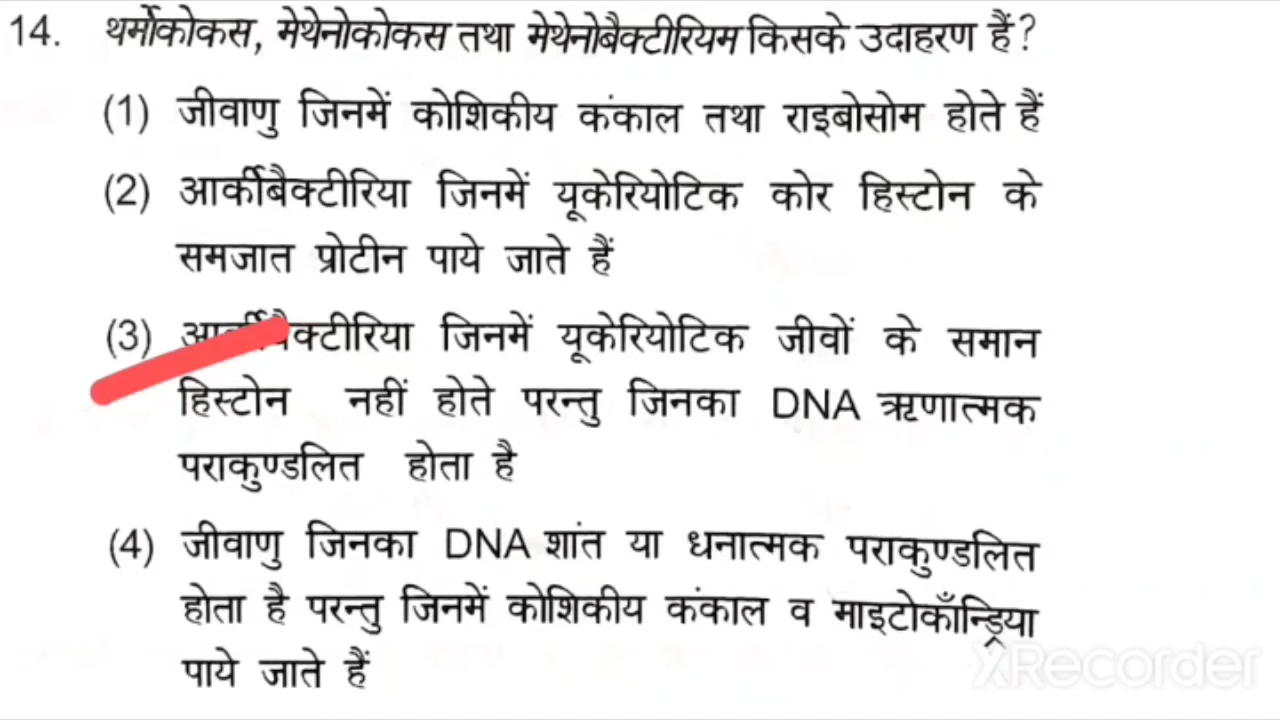 14. थर्मोकोकस, मेथेनोकोकस तथा मेथेनोबैक्टीरियम किसके उदाहरण हैं?
(1) जीवाणु जिनमें कोशिकीय कंकाल तथा राइबोसोम होते हैं
(2) आर्कीबैक्टीरिया जिनमें यूकेरियोटिक कोर हिस्टोन के
समजात प्रोटीन पाये जाते हैं
(3) आर्कीबैक्टीरिया जिनमें यूकेरियोटिक जीवों के समान
हिस्टोन नहीं होते परन्तु जिनका DNA ऋणात्मक
पराकुण्डलित होता है
(4) जीवाणु जिनका DNA शांत या धनात्मक पराकुण्डलित
होता है परन्तु जिनमें कोशिकीय कंकाल व माइटोकाँन्ड्रिया
पाये जाते हैं
XRecorder